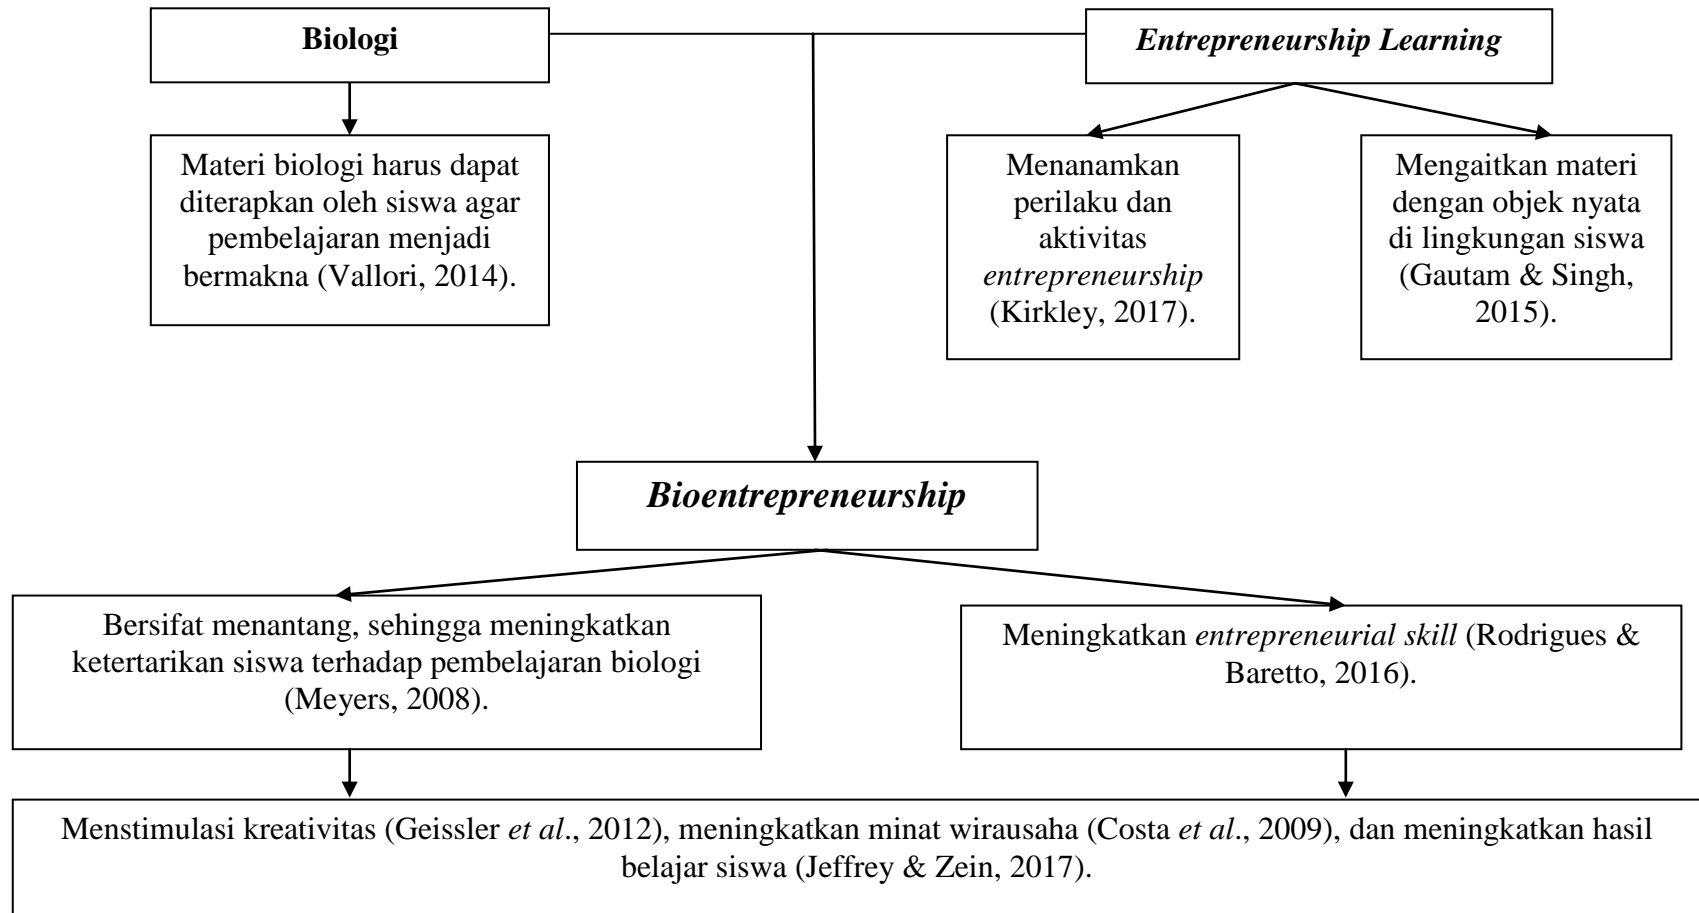 Biologi
Entrepreneurship Learning
Materi biologi harus dapat
diterapkan oleh siswa agar
pembelajaran menjadi
bermakna (Vallori, 2014).
Menanamkan
perilaku dan
aktivitas
entrepreneurship
(Kirkley, 2017).
Mengaitkan materi
dengan objek nyata
di lingkungan siswa
(Gautam & Singh,
2015).
Bioentrepreneurship
Bersifat menantang, sehingga meningkatkan
ketertarikan siswa terhadap pembelajaran biologi
(Meyers, 2008).
Meningkatkan entrepreneurial skill (Rodrigues &
Baretto, 2016).
Menstimulasi kreativitas (Geissler et al., 2012), meningkatkan minat wirausaha (Costa et al., 2009), dan meningkatkan hasil
belajar siswa (Jeffrey & Zein, 2017).